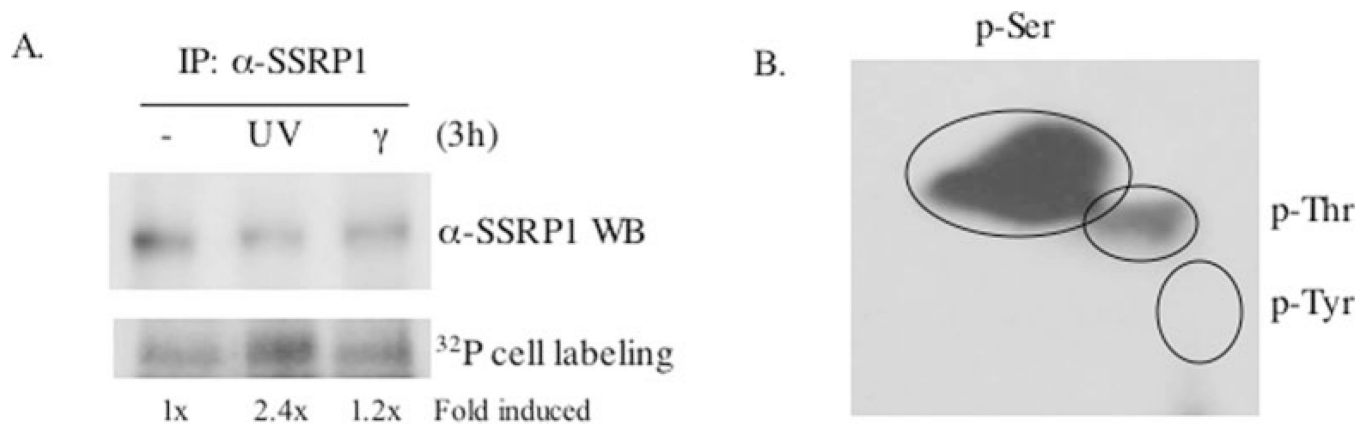 A.
IP: α-SSRP1
- UV γ (3h)
α-SSRP1 WB
³²P cell labeling
1x 2.4x 1.2x Fold induced
B.
p-Ser
p-Thr
p-Tyr